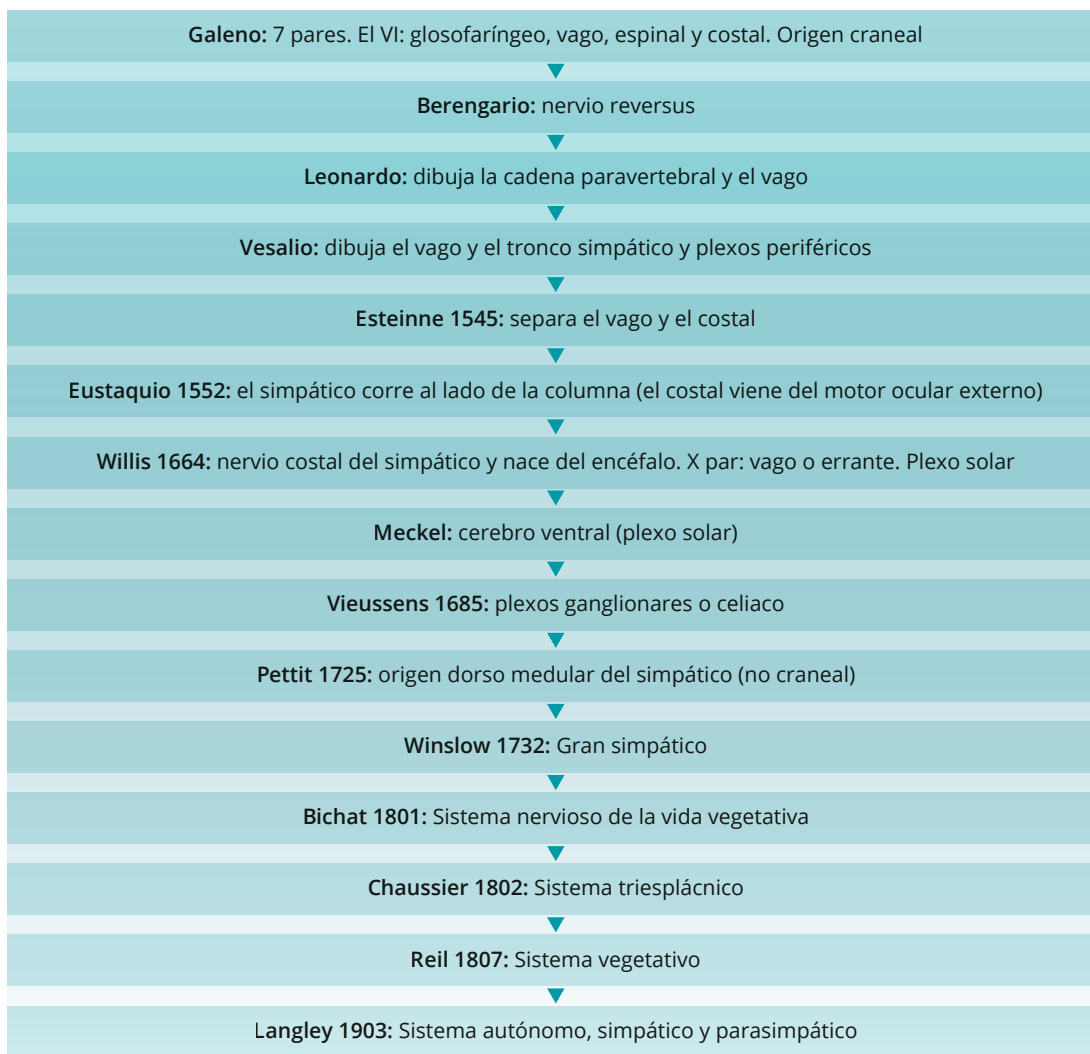 Galeno: 7 pares. El VI: glosofaríngeo, vago, espinal y costal. Origen craneal
Berengario: nervio reversus
Leonardo: dibuja la cadena paravertebral y el vago
Vesalio: dibuja el vago y el tronco simpático y plexos periféricos
Esteinne 1545: separa el vago y el costal
Eustaquio 1552: el simpático corre al lado de la columna (el costal viene del motor ocular externo)
Willis 1664: nervio costal del simpático y nace del encéfalo. X par: vago o errante. Plexo solar
Meckel: cerebro ventral (plexo solar)
Vieussens 1685: plexos ganglionares o celiaco
Pettit 1725: origen dorso medular del simpático (no craneal)
Winslow 1732: Gran simpático
Bichat 1801: Sistema nervioso de la vida vegetativa
Chaussier 1802: Sistema triesplácnico
Reil 1807: Sistema vegetativo
Langley 1903: Sistema autónomo, simpático y parasimpático